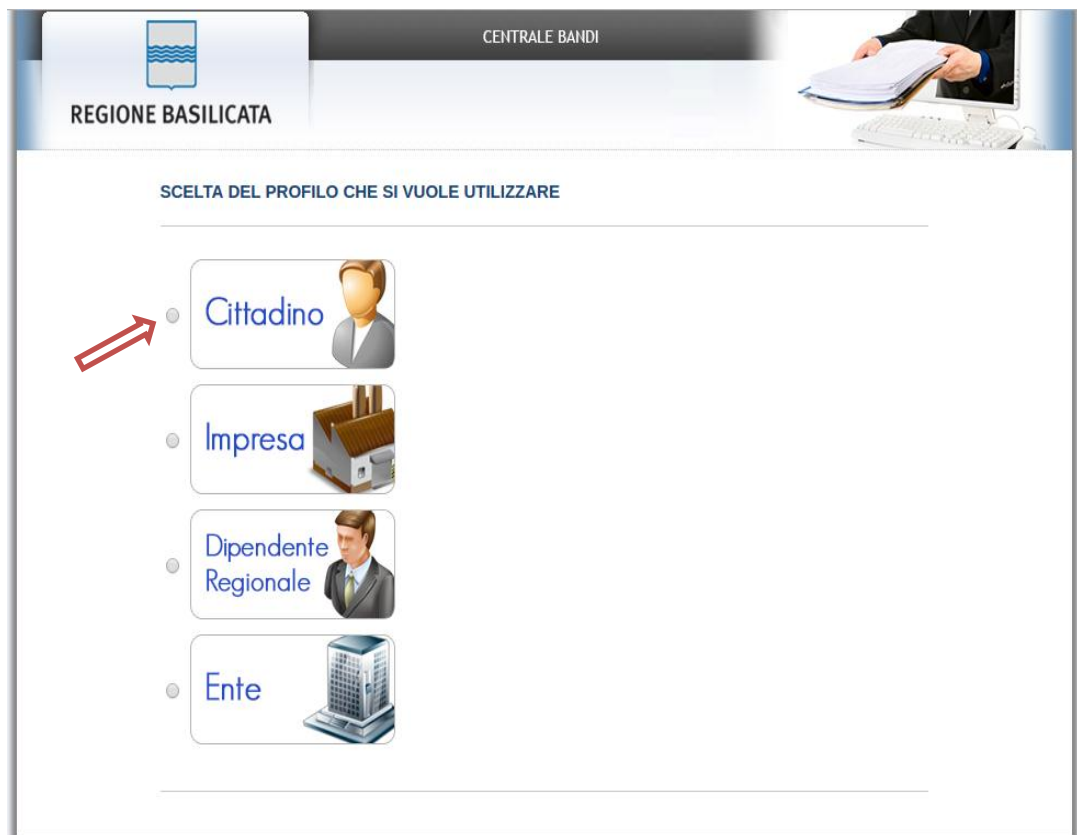 CENTRALE BANDI
REGIONE BASILICATA
SCELTA DEL PROFILO CHE SI VUOLE UTILIZZARE
Cittadino
Impresa
Dipendente
Regionale
Ente